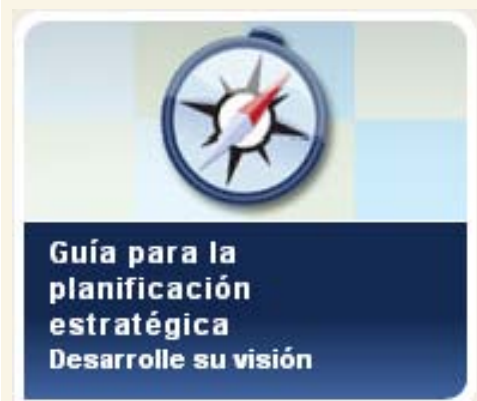 Guía para la
planificación
estratégica
Desarrolle su visión